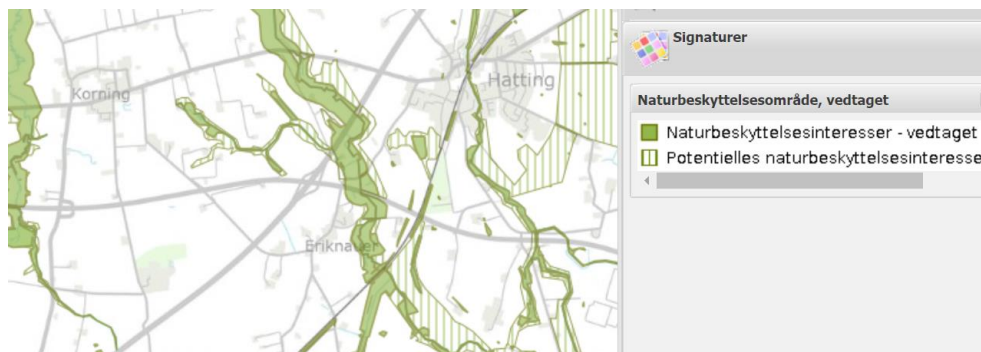 Signaturer
Korning
Hatting
Naturbeskyttelsesområde, vedtaget
Naturbeskyttelsesinteresser - vedtaget
Potentielles naturbeskyttelsesinteresse
Eriknauer